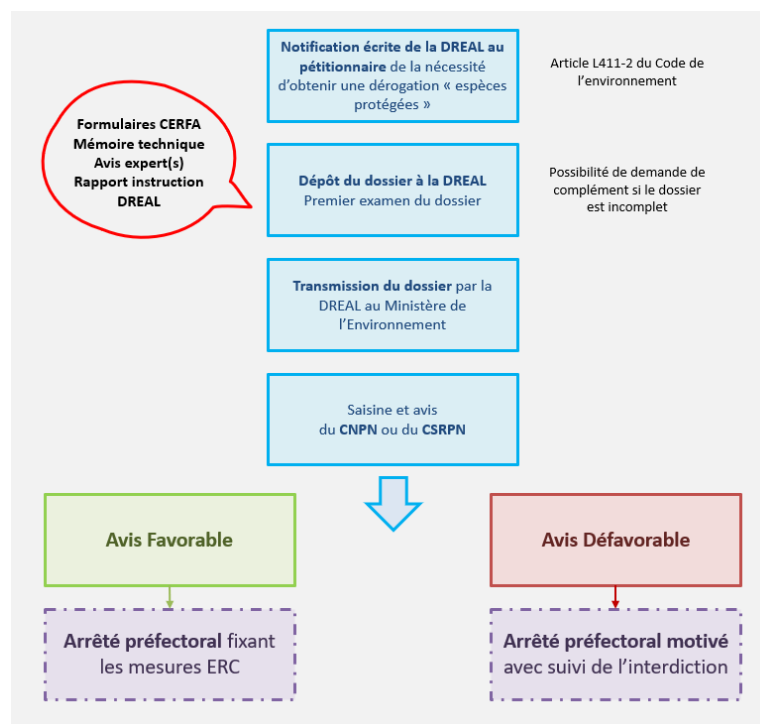 Notification écrite de la DREAL au
pétitionnaire de la nécessité
d'obtenir une dérogation « espèces
protégées »
Article L411-2 du Code de
l'environnement
Formulaires CERFA
Mémoire technique
Avis expert(s)
Rapport instruction
DREAL
Dépôt du dossier à la DREAL
Premier examen du dossier
Possibilité de demande de
complément si le dossier
est incomplet
Transmission du dossier par la
DREAL au Ministère de
l'Environnement
Saisine et avis
du CNPN ou du CSRPN
Avis Favorable
Avis Défavorable
Arrêté préfectoral fixant
les mesures ERC
Arrêté préfectoral motivé
avec suivi de l'interdiction